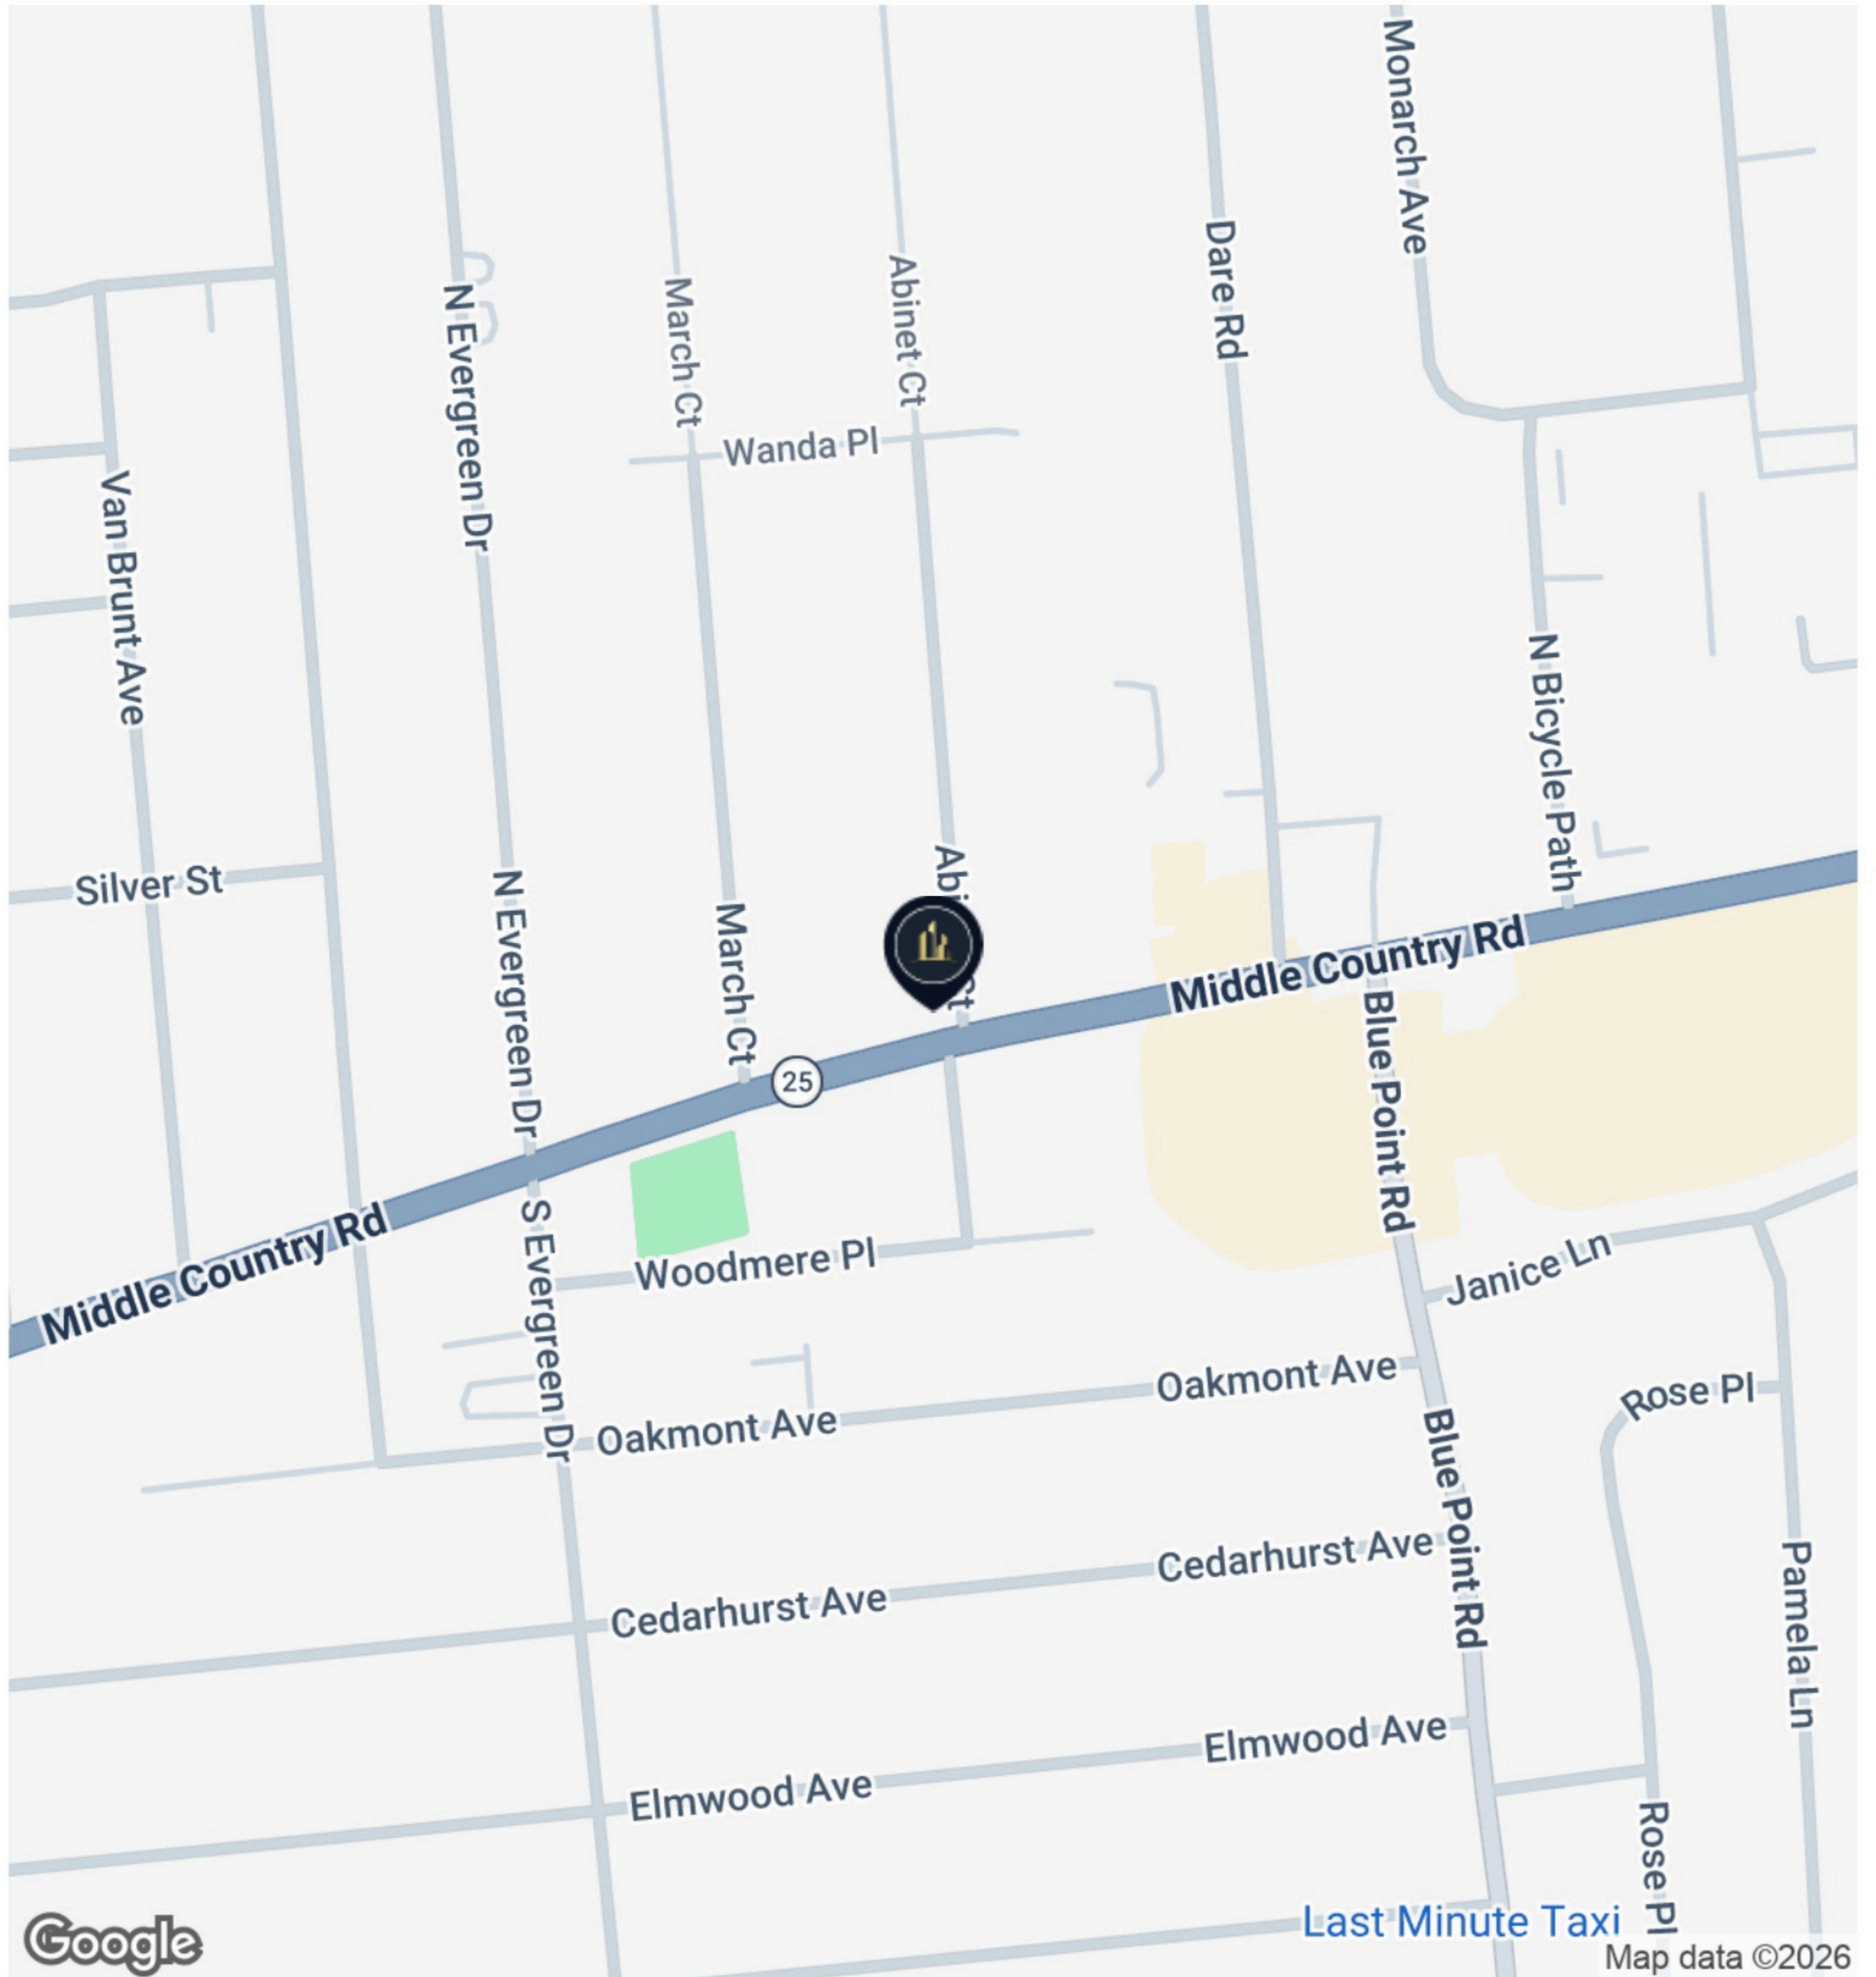 Monarch Ave
Dare Rd
Abinet Ct
March Ct
N Evergreen Dr
Wanda Pl
Van Brunt Ave
N Bicycle Path
Silver St
Abi
Ct
March Ct
N Evergreen Dr
Middle Country Rd
25
Blue Point Rd
Middle Country Rd
S Evergreen Dr
Woodmere Pl
Janice Ln
Oakmont Ave
Oakmont Ave
Rose Pl
Blue Point Rd
Cedarhurst Ave
Cedarhurst Ave
Pamela Ln
Elmwood Ave
Elmwood Ave
Rose Pl
Last Minute Taxi
Google
Map data ©2026